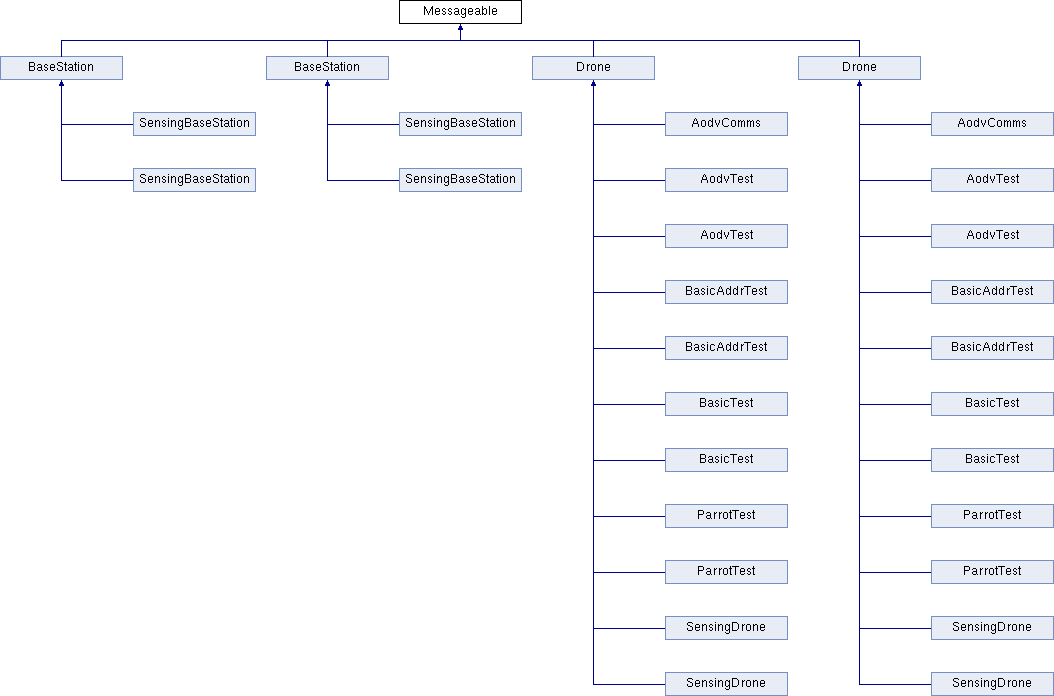 Messageable
BaseStation BaseStation Drone Drone
SensingBaseStation SensingBaseStation AodvComms AodvComms
SensingBaseStation SensingBaseStation AodvTest AodvTest
AodvTest AodvTest
BasicAddrTest BasicAddrTest
BasicAddrTest BasicAddrTest
BasicTest BasicTest
BasicTest BasicTest
ParrotTest ParrotTest
ParrotTest ParrotTest
SensingDrone SensingDrone
SensingDrone SensingDrone